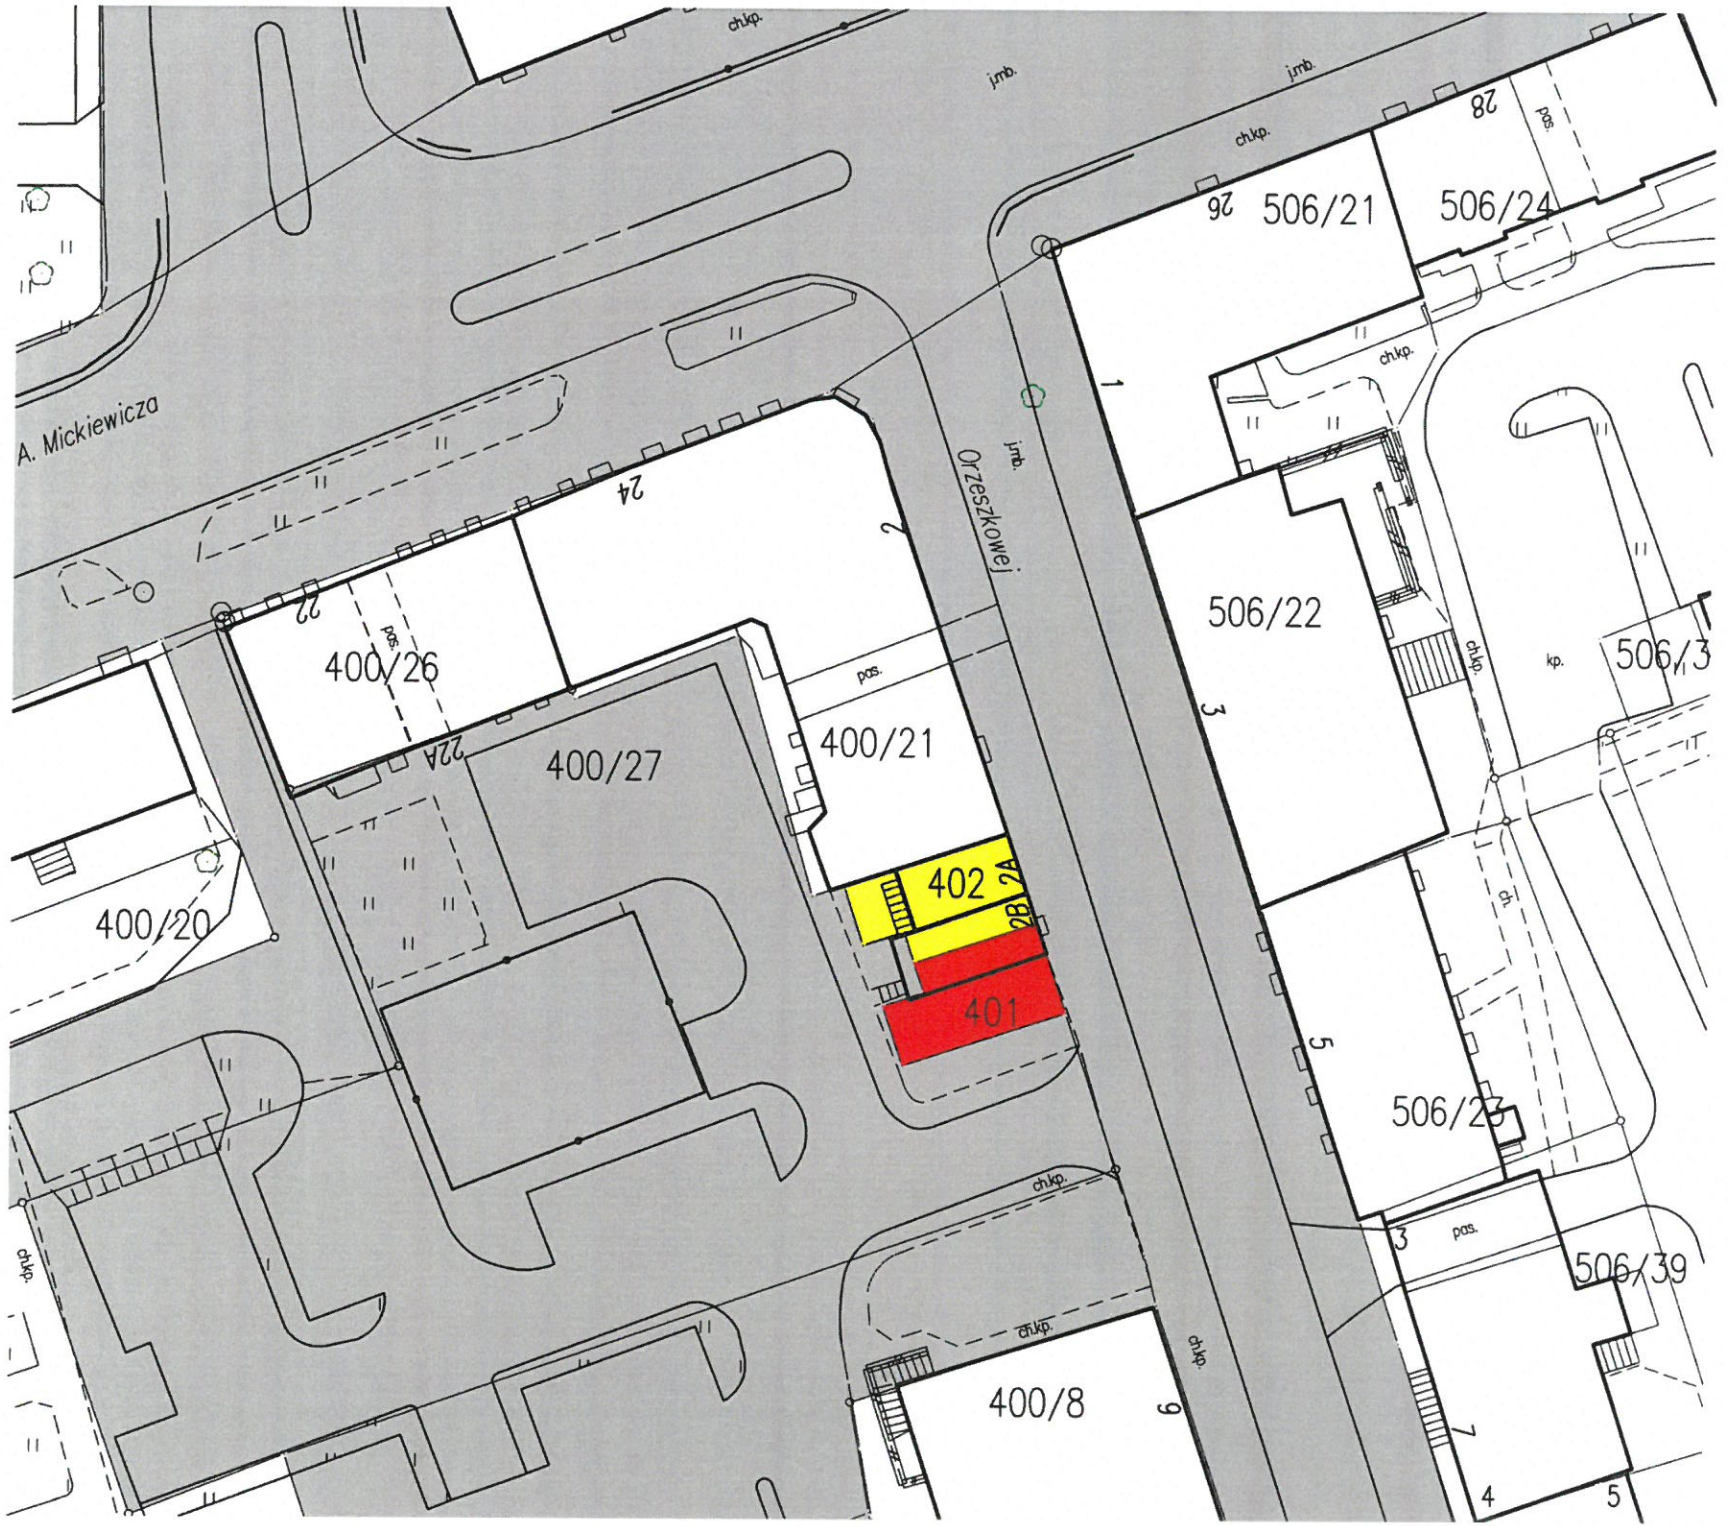 ch.kp.
j.mb.
j.mb.
28
pas.
ch.kp.
26
506/21
506/24
ch.kp.
1
A. Mickiewicza
j.mb.
Orzeszkowej
24
2
22
pas.
400/26
506/22
ch.kp.
kp.
506/3
pas.
3
22A
400/27
400/21
402
2A
2B
ch.
400/20
401
5
506/23
ch.kp.
3
pas.
506/39
ch.kp.
ch.kp.
ch.kp.
400/8
9
7
4
5